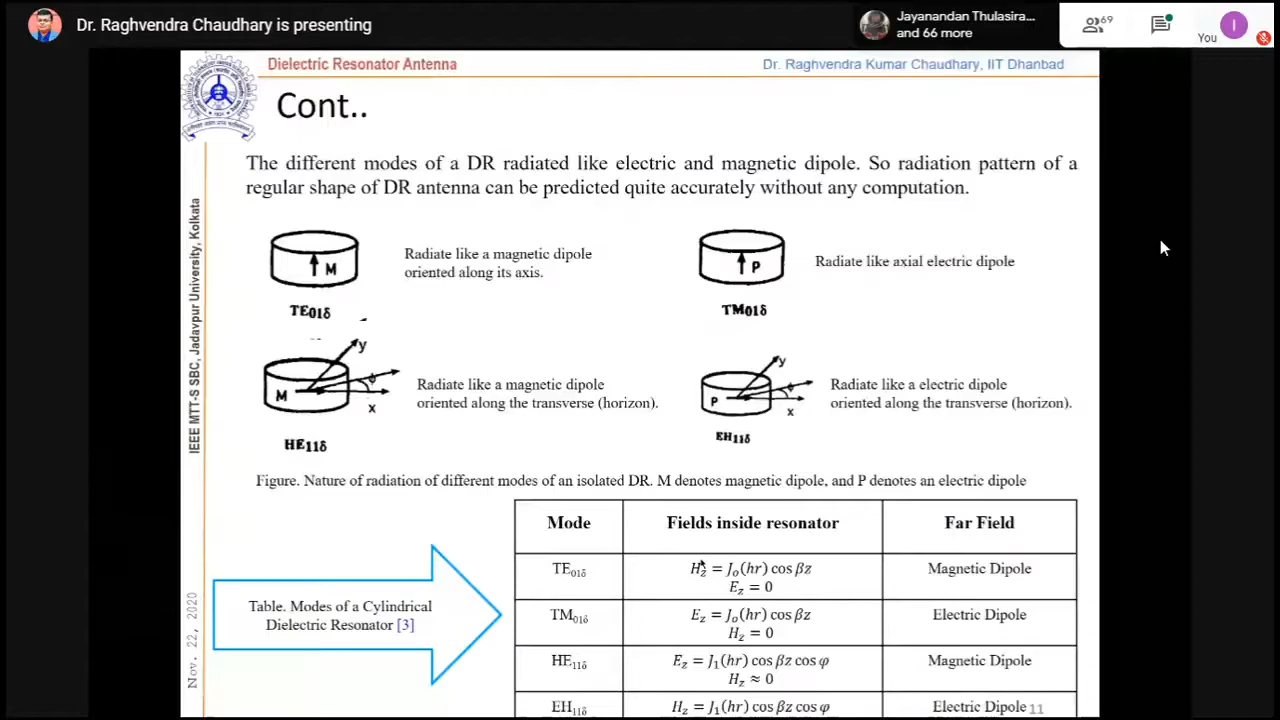 Dr. Raghvendra Chaudhary is presenting
Jayanandan Thulasira...
and 66 more
69
You
I
Dielectric Resonator Antenna
Dr. Raghvendra Kumar Chaudhary, IIT Dhanbad
Cont..
The different modes of a DR radiated like electric and magnetic dipole. So radiation pattern of a
regular shape of DR antenna can be predicted quite accurately without any computation.
M
TE01δ
Radiate like a magnetic dipole
oriented along its axis.
P
TM01δ
Radiate like axial electric dipole
y
ϕ
M
x
HE11δ
Radiate like a magnetic dipole
oriented along the transverse (horizon).
y
ϕ
P
x
EH11δ
Radiate like a electric dipole
oriented along the transverse (horizon).
Figure. Nature of radiation of different modes of an isolated DR. M denotes magnetic dipole, and P denotes an electric dipole
IEEE MTT-S SBC, Jadavpur University, Kolkata
Nov. 22, 2020
Table. Modes of a Cylindrical
Dielectric Resonator [3]
Mode Fields inside resonator Far Field
TE01δ Hz = Jo(hr) cos βz Magnetic Dipole
Ez = 0
TM01δ Ez = Jo(hr) cos βz Electric Dipole
Hz = 0
HE11δ Ez = J1(hr) cos βz cos φ Magnetic Dipole
Hz ≈ 0
EH11δ Hz = J1(hr) cos βz cos φ Electric Dipole
11